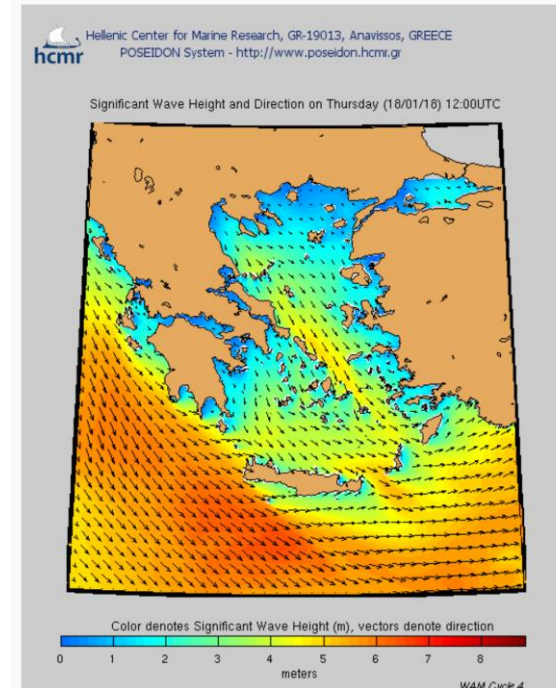 Hellenic Center for Marine Research, GR-19013, Anavissos, GREECE
hcmr
POSEIDON System - http://www.poseidon.hcmr.gr
Significant Wave Height and Direction on Thursday (18/01/18) 12:00UTC
Color denotes Significant Wave Height (m), vectors denote direction
0 1 2 3 4 5 6 7 8
meters
WAM Cycle 4